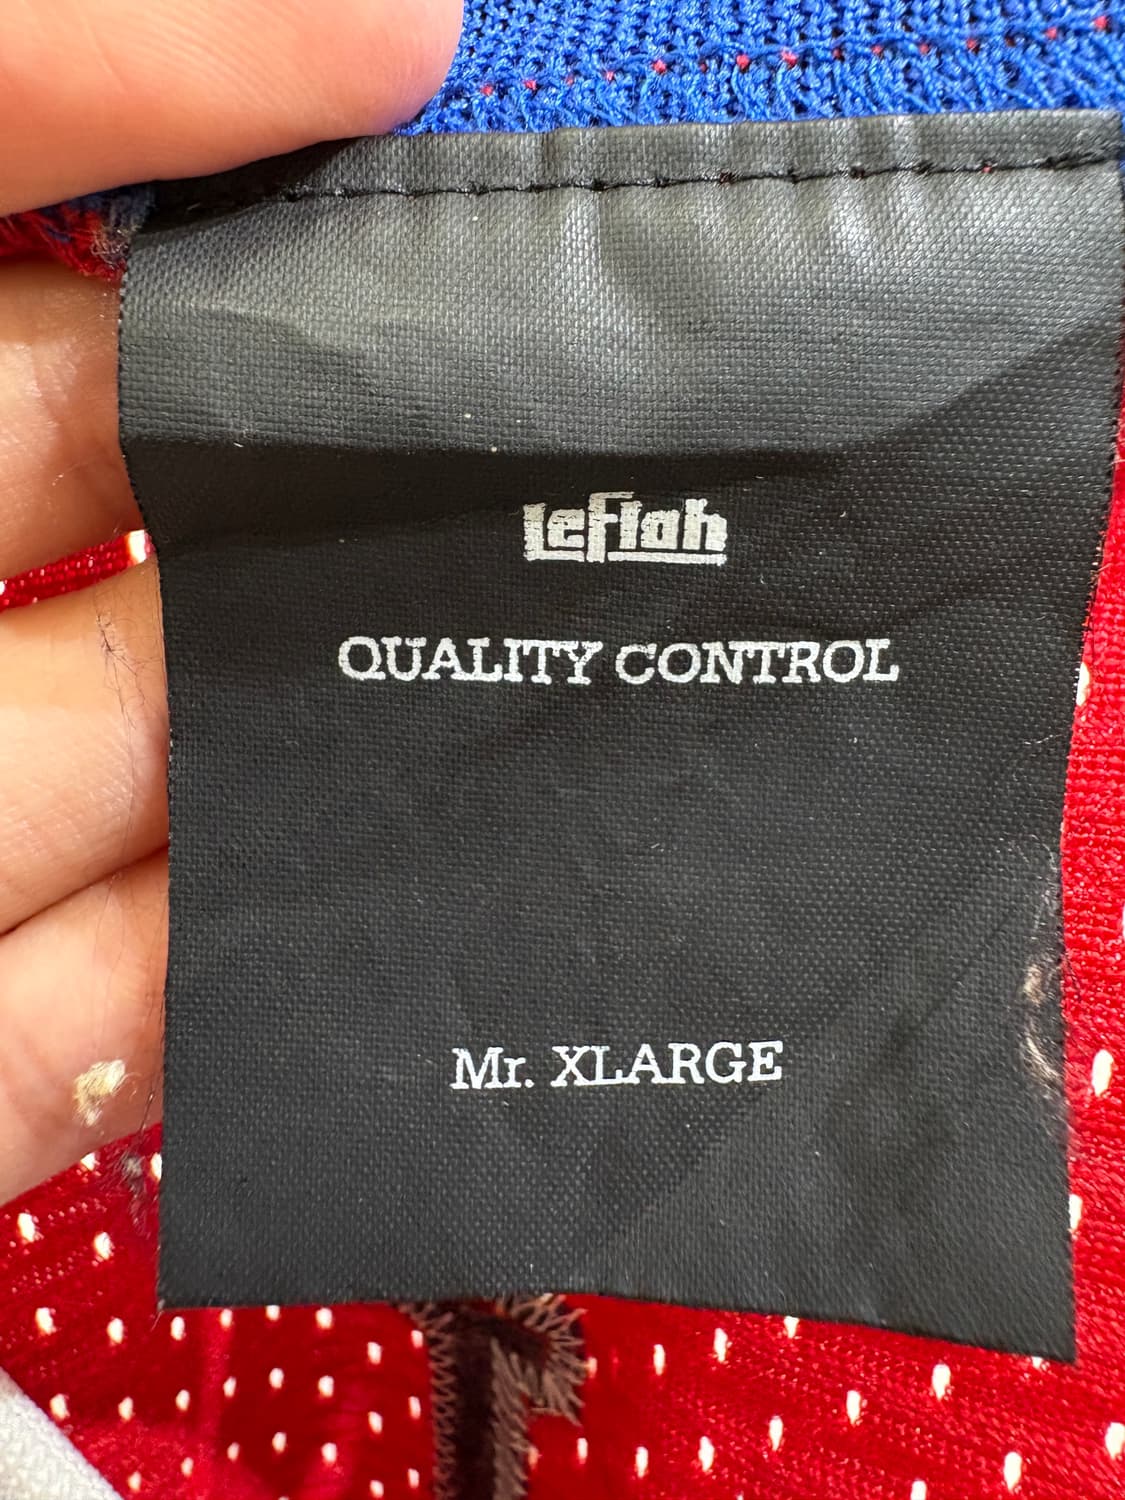 LeFlah
QUALITY CONTROL
Mr. XLARGE